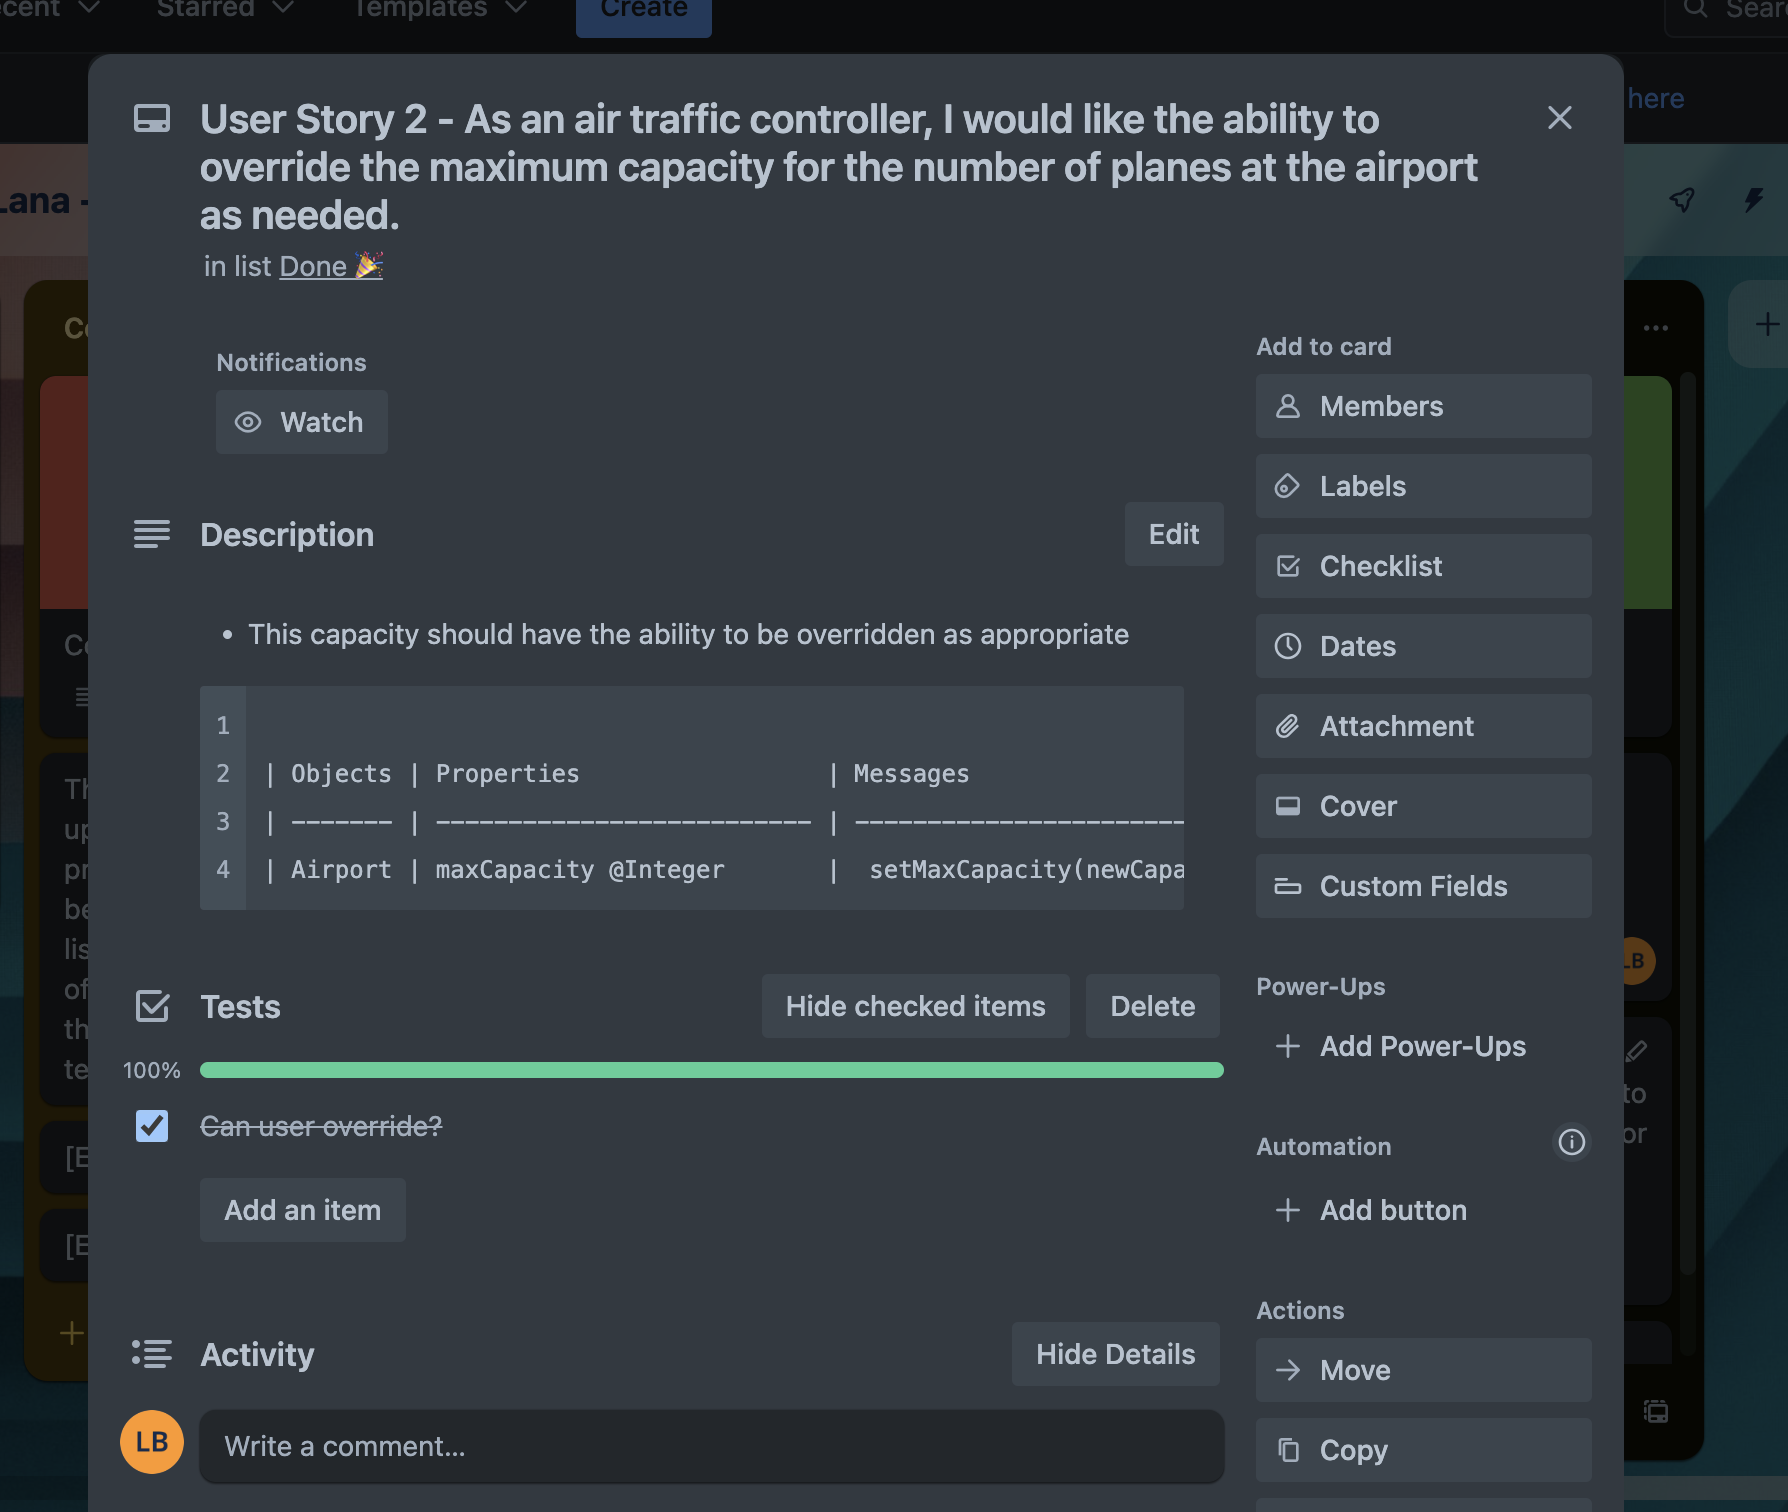 Starred
Templates
Create
here
User Story 2 - As an air traffic controller, I would like the ability to
override the maximum capacity for the number of planes at the airport
as needed.
in list Done 🎉
Notifications
Watch
Description
Edit
• This capacity should have the ability to be overridden as appropriate
1
2 | Objects | Properties | Messages
3 | ------- | -------------------------- | -----------------------
4 | Airport | maxCapacity @Integer | setMaxCapacity(newCapa
Tests
Hide checked items
Delete
100%
Can user override?
Add an item
Activity
Hide Details
LB
Write a comment...
Add to card
Members
Labels
Checklist
Dates
Attachment
Cover
Custom Fields
Power-Ups
Add Power-Ups
Automation
Add button
Actions
Move
Copy
LB
to